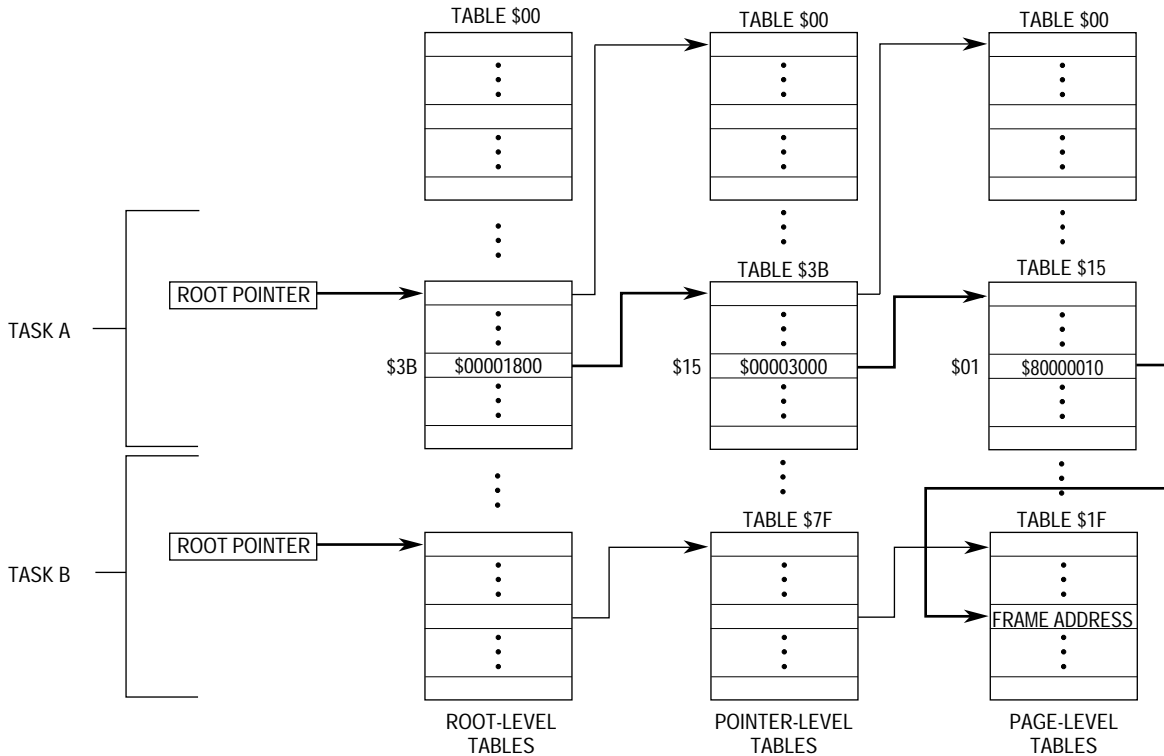 TABLE $00
TABLE $00
TABLE $00
TASK A
ROOT POINTER
TABLE $3B
TABLE $15
$3B
$00001800
$15
$00003000
$01
$80000010
TASK B
ROOT POINTER
TABLE $7F
TABLE $1F
FRAME ADDRESS
ROOT-LEVEL
TABLES
POINTER-LEVEL
TABLES
PAGE-LEVEL
TABLES